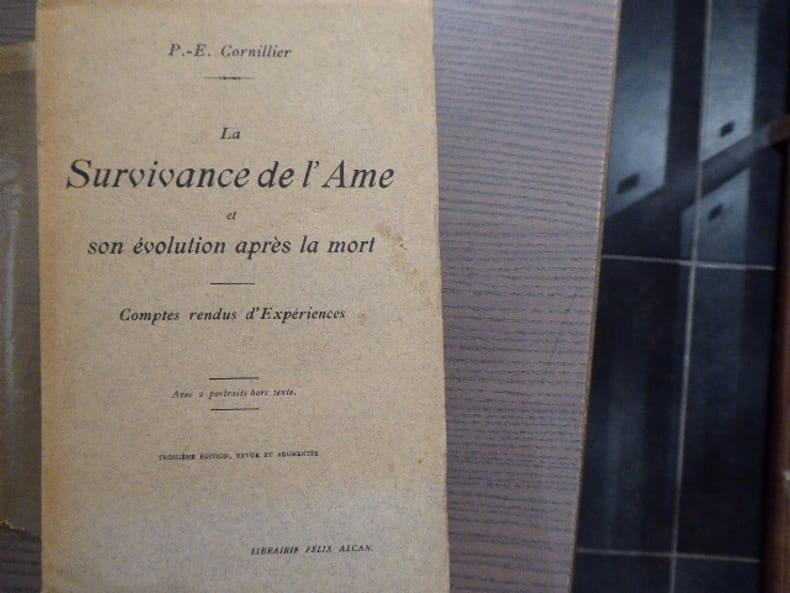 P.-E. Cornillier
La
Survivance de l'Ame
et
son évolution après la mort
Comptes rendus d'Expériences
Avec 2 portraits hors texte.
TROISIÈME ÉDITION, REVUE ET AUGMENTÉE
LIBRAIRIE FÉLIX ALCAN.